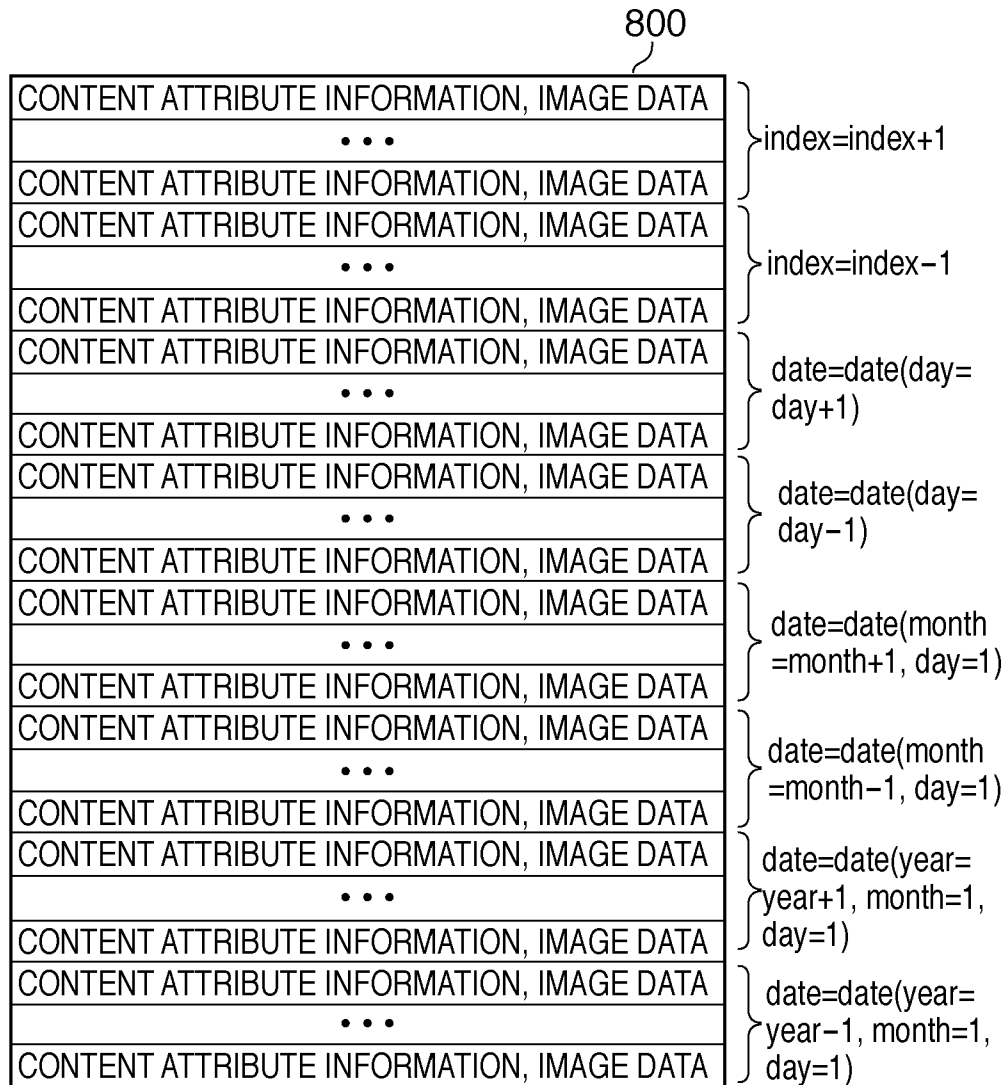 800
CONTENT ATTRIBUTE INFORMATION, IMAGE DATA
• • •
CONTENT ATTRIBUTE INFORMATION, IMAGE DATA
index=index+1
CONTENT ATTRIBUTE INFORMATION, IMAGE DATA
• • •
CONTENT ATTRIBUTE INFORMATION, IMAGE DATA
index=index−1
CONTENT ATTRIBUTE INFORMATION, IMAGE DATA
• • •
CONTENT ATTRIBUTE INFORMATION, IMAGE DATA
date=date(day=
day+1)
CONTENT ATTRIBUTE INFORMATION, IMAGE DATA
• • •
CONTENT ATTRIBUTE INFORMATION, IMAGE DATA
date=date(day=
day−1)
CONTENT ATTRIBUTE INFORMATION, IMAGE DATA
• • •
CONTENT ATTRIBUTE INFORMATION, IMAGE DATA
date=date(month
=month+1, day=1)
CONTENT ATTRIBUTE INFORMATION, IMAGE DATA
• • •
CONTENT ATTRIBUTE INFORMATION, IMAGE DATA
date=date(month
=month−1, day=1)
CONTENT ATTRIBUTE INFORMATION, IMAGE DATA
• • •
CONTENT ATTRIBUTE INFORMATION, IMAGE DATA
date=date(year=
year+1, month=1,
day=1)
CONTENT ATTRIBUTE INFORMATION, IMAGE DATA
• • •
CONTENT ATTRIBUTE INFORMATION, IMAGE DATA
date=date(year=
year−1, month=1,
day=1)